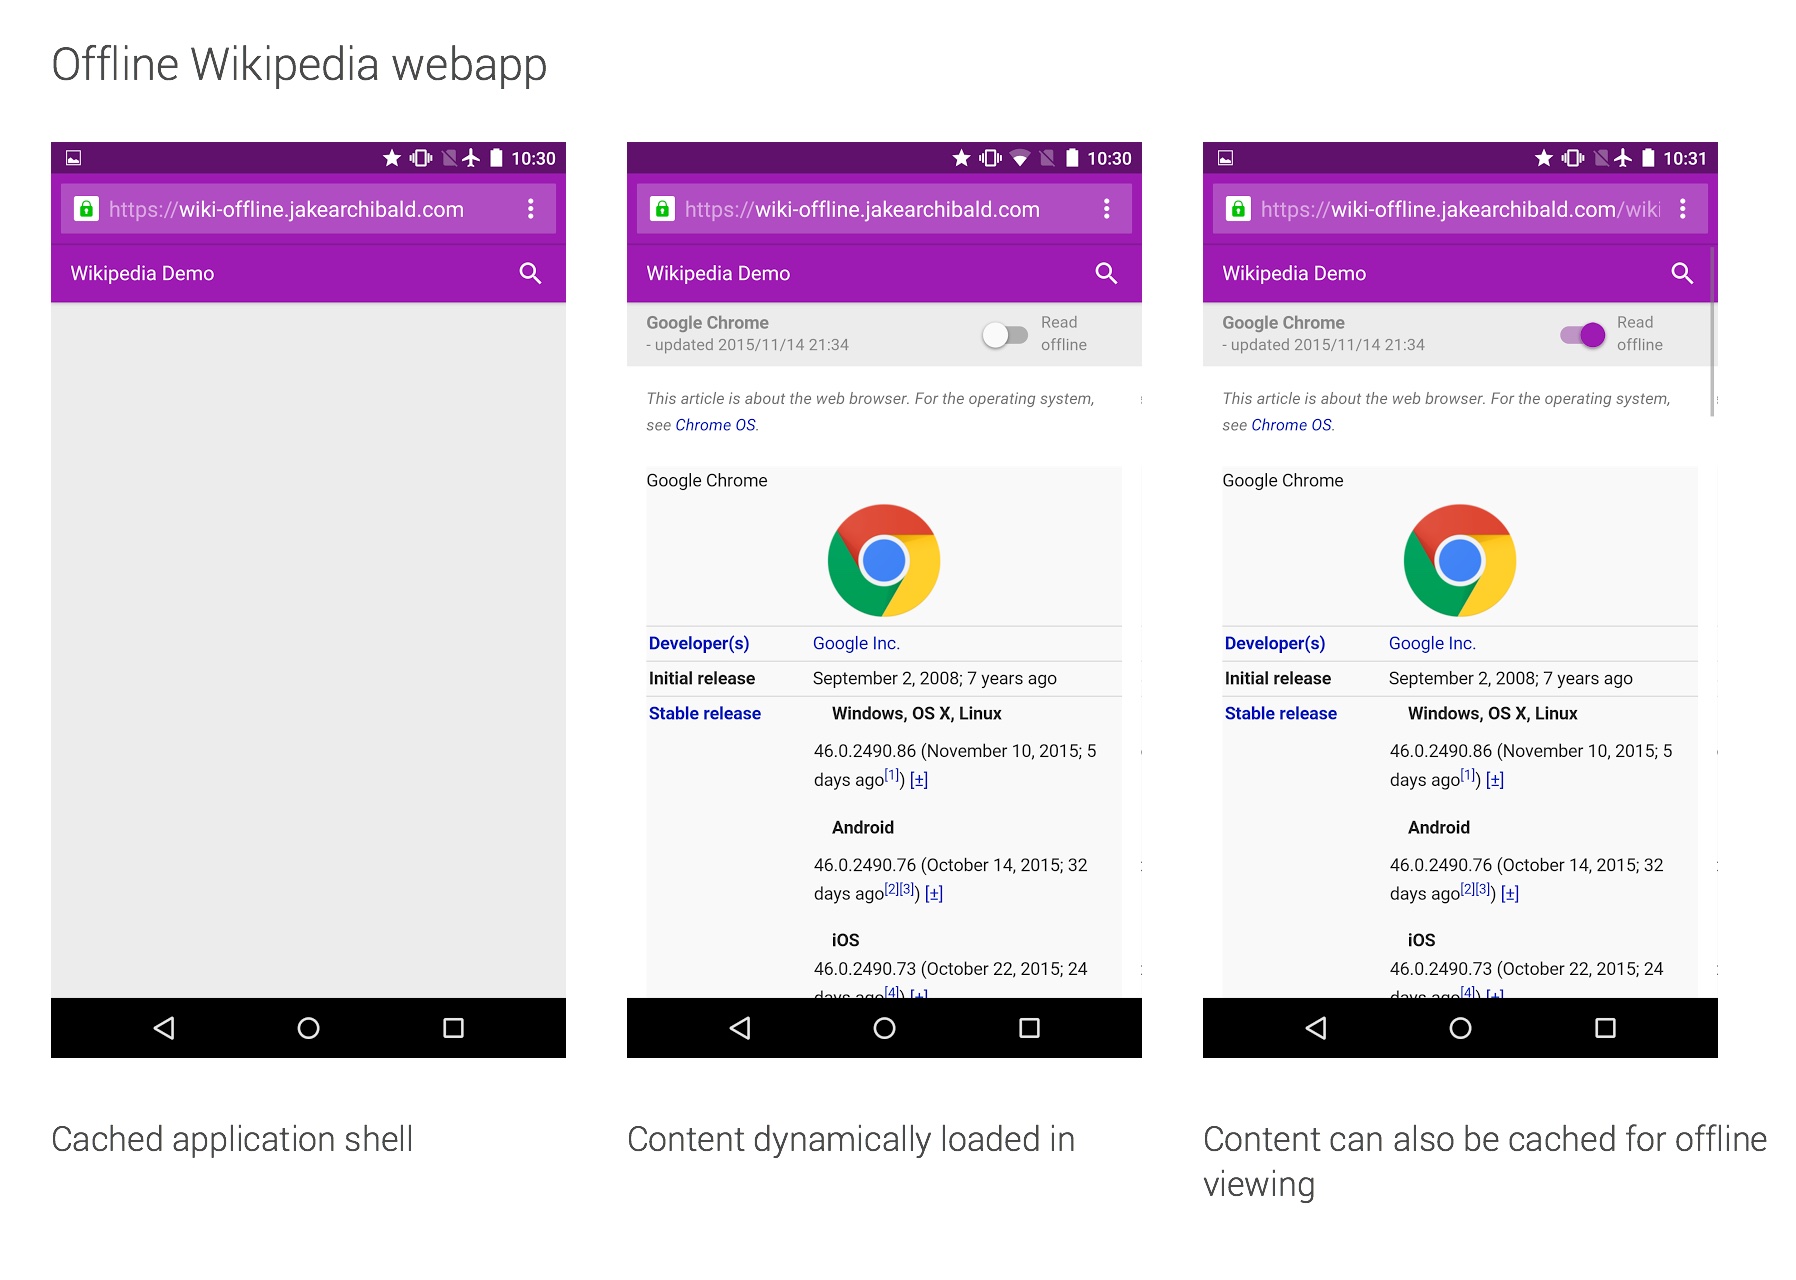 Offline Wikipedia webapp
10:30
https://wiki-offline.jakearchibald.com
Wikipedia Demo
Cached application shell
10:30
https://wiki-offline.jakearchibald.com
Wikipedia Demo
Google Chrome
- updated 2015/11/14 21:34
Read
offline
This article is about the web browser. For the operating system,
see Chrome OS.
Google Chrome
Developer(s) Google Inc.
Initial release September 2, 2008; 7 years ago
Stable release Windows, OS X, Linux
46.0.2490.86 (November 10, 2015; 5
days ago[1]) [±]
Android
46.0.2490.76 (October 14, 2015; 32
days ago[2][3]) [±]
iOS
46.0.2490.73 (October 22, 2015; 24
days ago[4]) [±]
Content dynamically loaded in
10:31
https://wiki-offline.jakearchibald.com/wiki
Wikipedia Demo
Google Chrome
- updated 2015/11/14 21:34
Read
offline
This article is about the web browser. For the operating system,
see Chrome OS.
Google Chrome
Developer(s) Google Inc.
Initial release September 2, 2008; 7 years ago
Stable release Windows, OS X, Linux
46.0.2490.86 (November 10, 2015; 5
days ago[1]) [±]
Android
46.0.2490.76 (October 14, 2015; 32
days ago[2][3]) [±]
iOS
46.0.2490.73 (October 22, 2015; 24
days ago[4]) [±]
Content can also be cached for offline
viewing